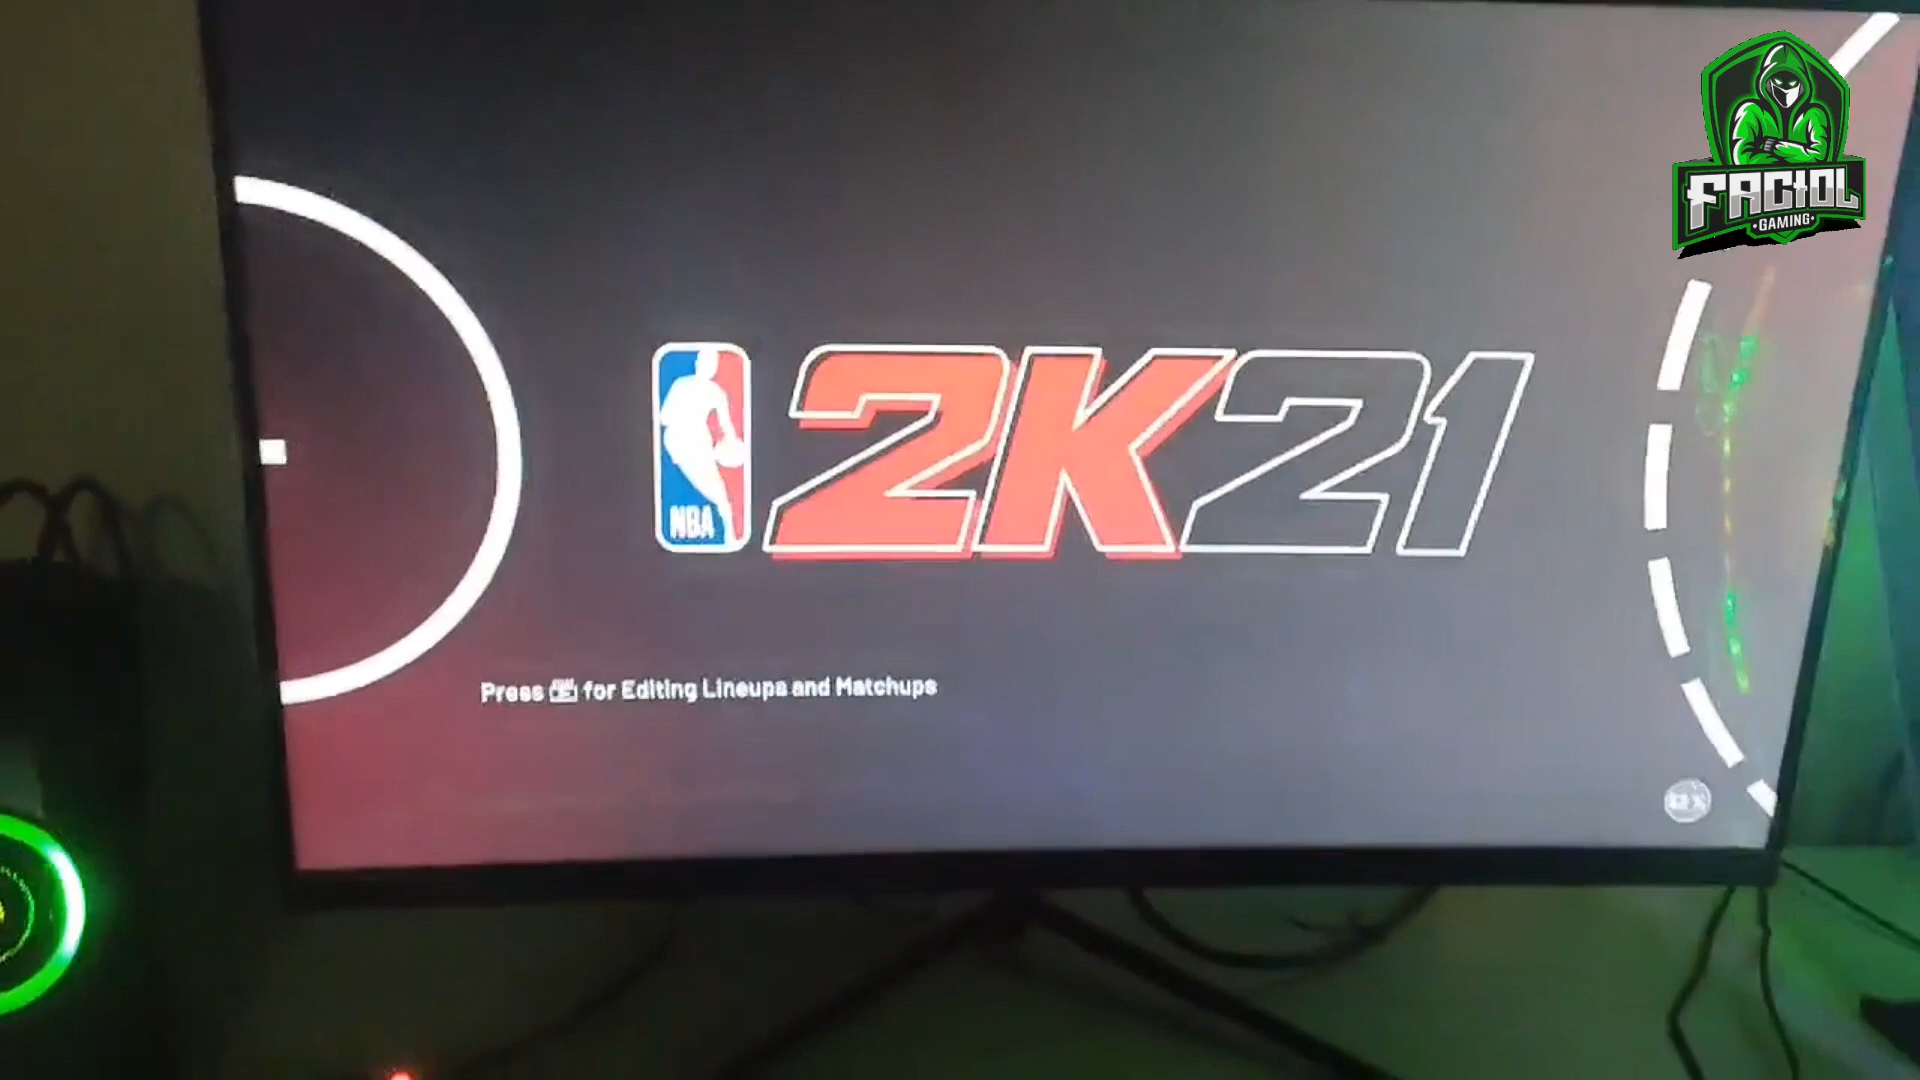 FACIOL
•GAMING•
NBA
2K21
Press for Editing Lineups and Matchups